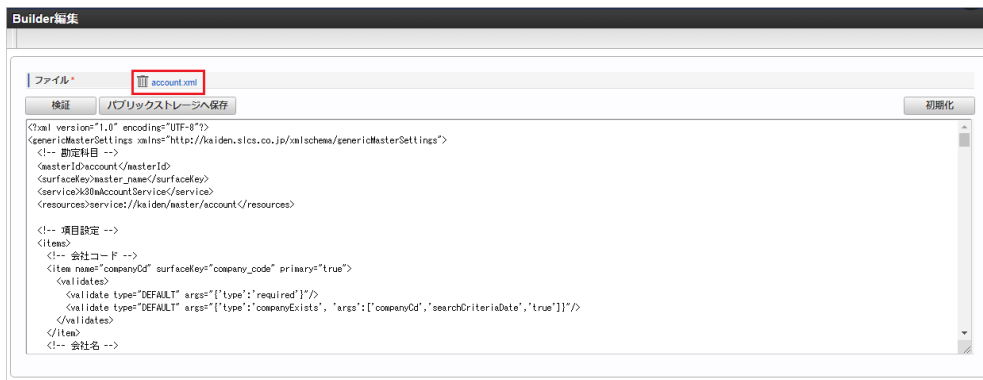 Builder編集
ファイル* account.xml
検証 パブリックストレージへ保存 初期化
<?xml version="1.0" encoding="UTF-8"?>
<genericMasterSettings xmlns="http://kaiden.slcs.co.jp/xmlschema/genericMasterSettings">
<!-- 勘定科目 -->
<masterId>account</masterId>
<surfaceKey>master_name</surfaceKey>
<service>k30mAccountService</service>
<resources>service://kaiden/master/account</resources>
<!-- 項目設定 -->
<items>
<!-- 会社コード -->
<item name="companyCd" surfaceKey="company_code" primary="true">
<validates>
<validate type="DEFAULT" args="{'type':'required'}"/>
<validate type="DEFAULT" args="{'type':'companyExists', 'args':['companyCd','searchCriteriaDate','true']}"/>
</validates>
</item>
<!-- 会社名 -->